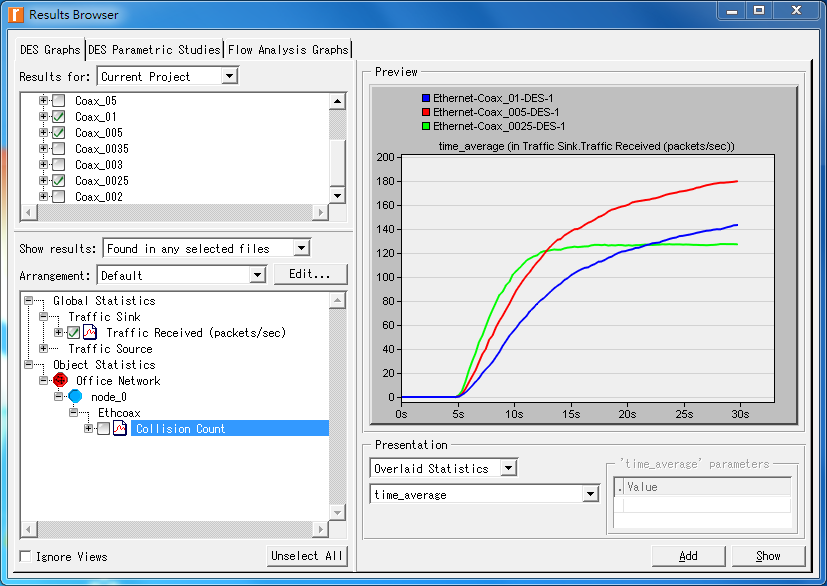 Results Browser
DES Graphs DES Parametric Studies Flow Analysis Graphs
Results for: Current Project
Coax_05
Coax_01
Coax_005
Coax_0035
Coax_003
Coax_0025
Coax_002
Show results: Found in any selected files
Arrangement: Default Edit...
Global Statistics
Traffic Sink
Traffic Received (packets/sec)
Traffic Source
Object Statistics
Office Network
node_0
Ethcoax
Collision Count
Ignore Views Unselect All
Preview
Ethernet-Coax_01-DES-1
Ethernet-Coax_005-DES-1
Ethernet-Coax_0025-DES-1
time_average (in Traffic Sink.Traffic Received (packets/sec))
200
180
160
140
120
100
80
60
40
20
0
0s 5s 10s 15s 20s 25s 30s
Presentation
Overlaid Statistics
time_average
'time_average' parameters
. Value
Add Show